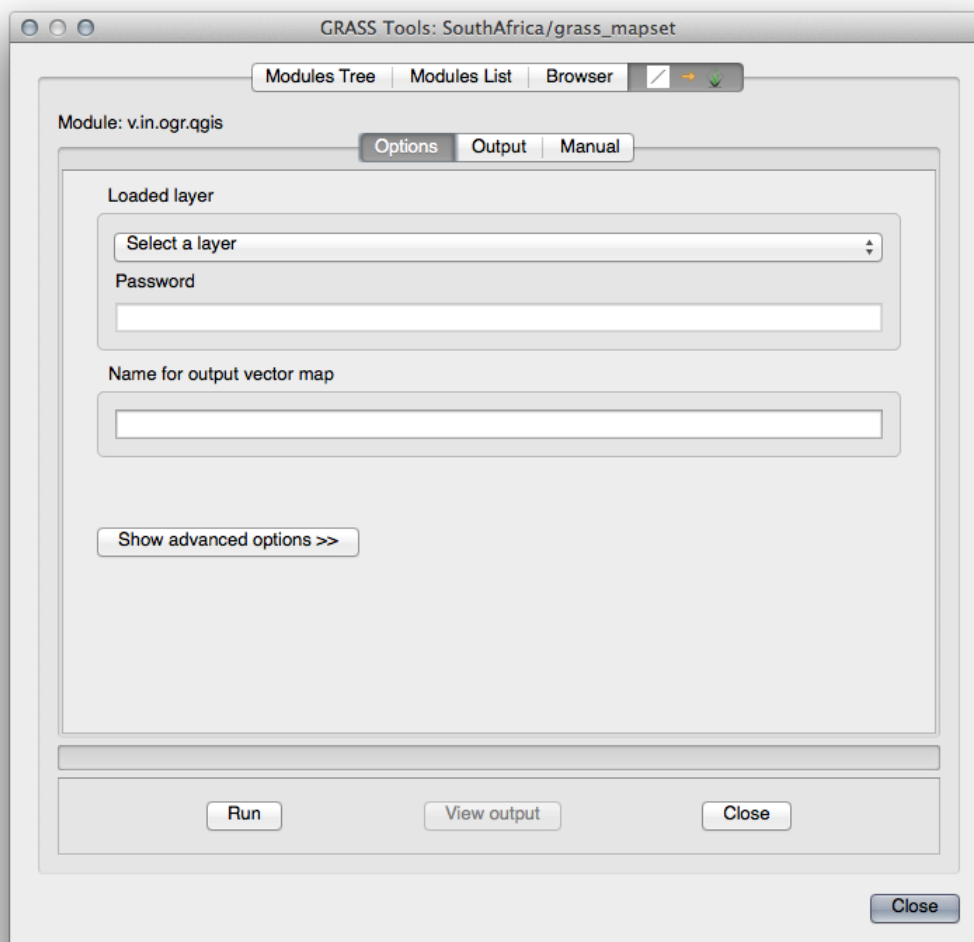 GRASS Tools: SouthAfrica/grass_mapset
Modules Tree Modules List Browser
Module: v.in.ogr.qgis
Options Output Manual
Loaded layer
Select a layer
Password
Name for output vector map
Show advanced options >>
Run View output Close
Close